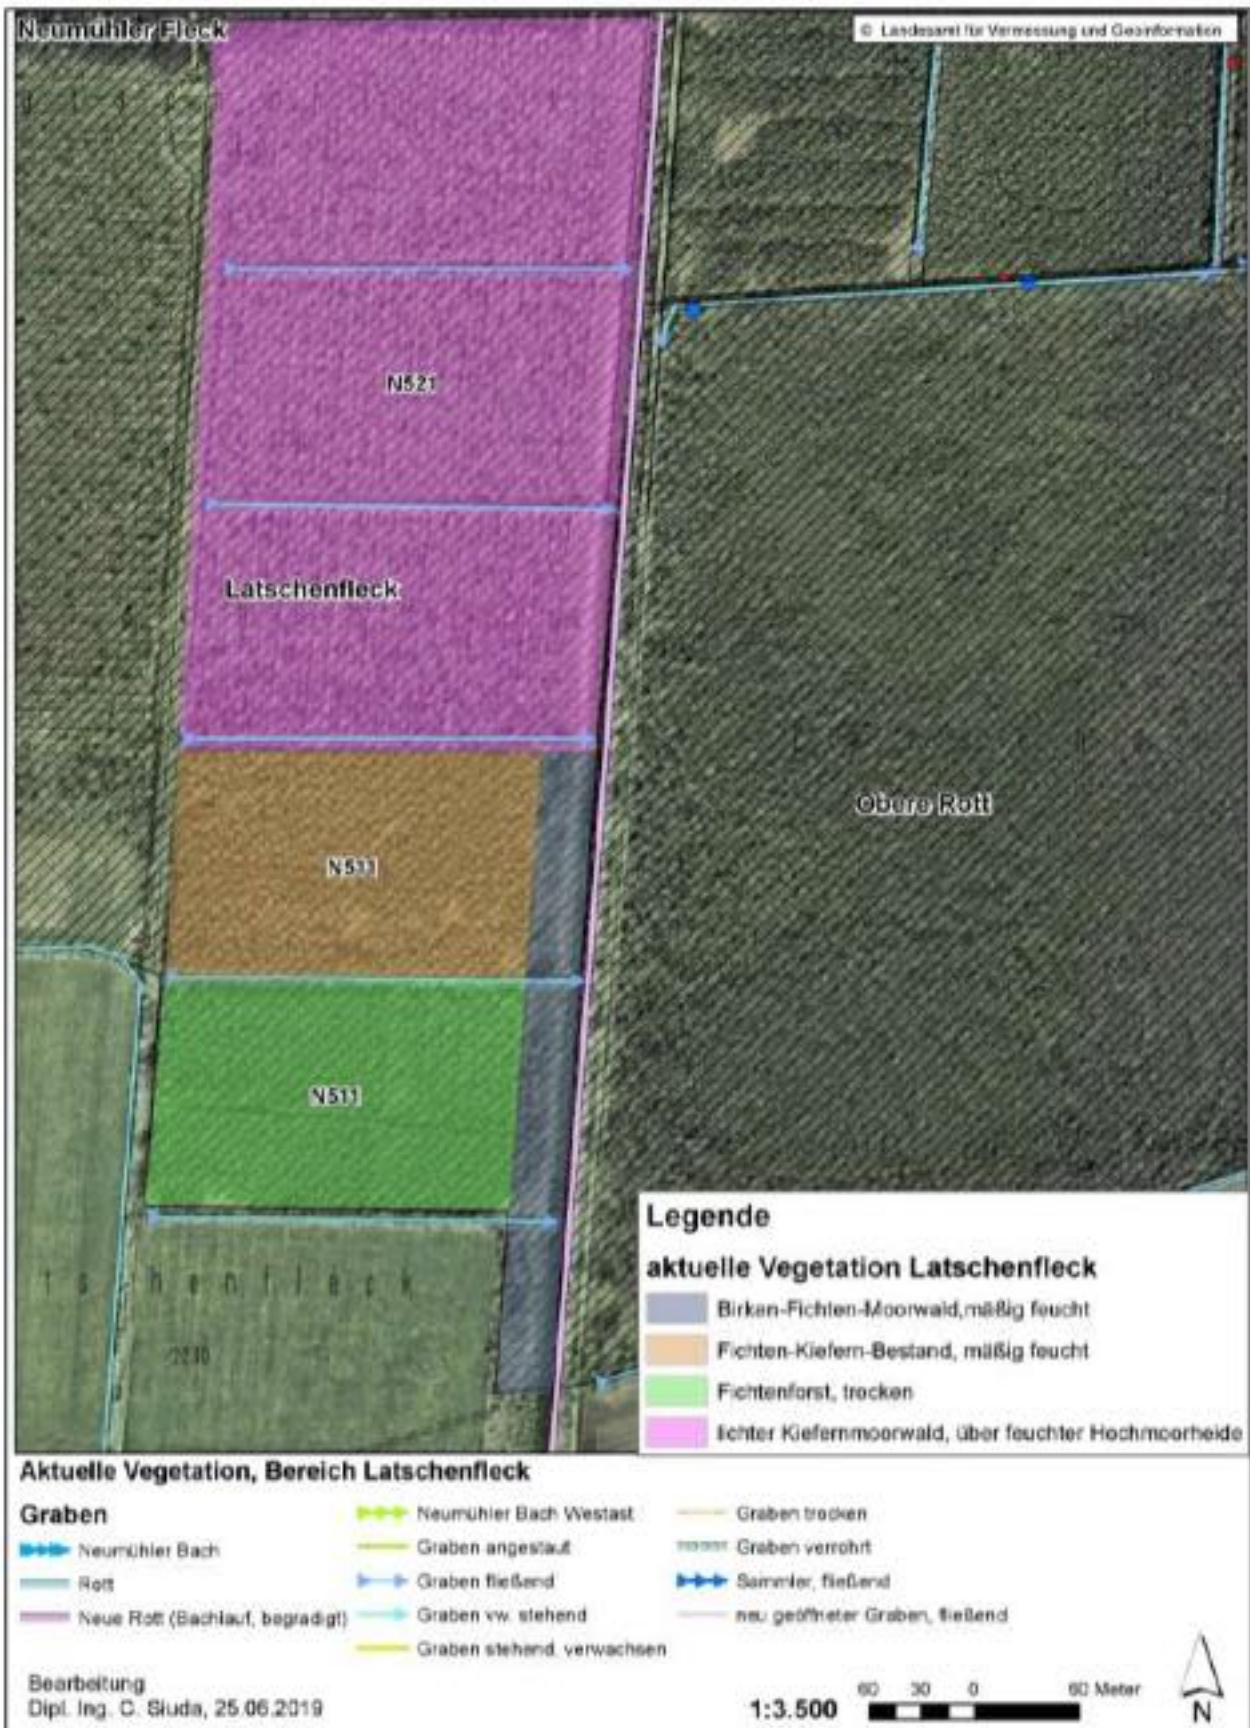 Neumühler Fleck
© Landesamt für Vermessung und Geoinformation
N521
Latschenfleck
Obere Rott
N511
henfleck
Legende
aktuelle Vegetation Latschenfleck
Birken-Fichten-Moorwald,mäßig feucht
Fichten-Kiefern-Bestand, mäßig feucht
Fichtenforst, trocken
lichter Kiefernmoorwald, über feuchter Hochmoorheide
Aktuelle Vegetation, Bereich Latschenfleck
Graben
Neumühler Bach
Rott
Neue Rott (Bachlauf, begradigt)
Neumühler Bach Westast
Graben angestaut
Graben fließend
Graben vw. stehend
Graben stehend, verwachsen
Graben trocken
Graben verrohrt
Sammler, fließend
neu geöffneter Graben, fließend
Bearbeitung
Dipl. Ing. C. Siuda, 25.06.2019
1:3.500
60 30 0 60 Meter
N